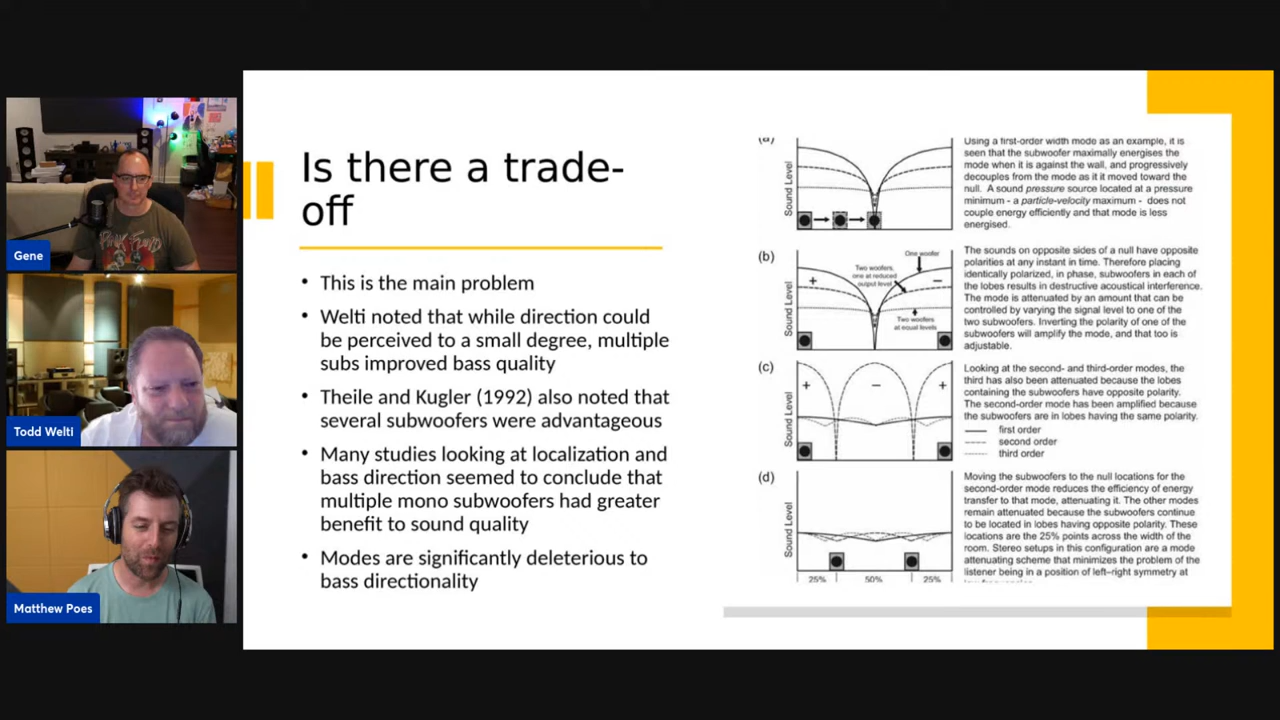 Gene
Todd Welti
Matthew Poes
Is there a trade-
off
• This is the main problem
• Welti noted that while direction could
be perceived to a small degree, multiple
subs improved bass quality
• Theile and Kugler (1992) also noted that
several subwoofers were advantageous
• Many studies looking at localization and
bass direction seemed to conclude that
multiple mono subwoofers had greater
benefit to sound quality
• Modes are significantly deleterious to
bass directionality
(a)
Sound Level
Using a first-order width mode as an example, it is
seen that the subwoofer maximally energises the
mode when it is against the wall, and progressively
decouples from the mode as it it moved toward the
null. A sound pressure source located at a pressure
minimum - a particle-velocity maximum - does not
couple energy efficiently and that mode is less
energised.
(b)
Sound Level
One woofer
Two woofers,
one at reduced
output level
+
−
Two woofers
at equal levels
The sounds on opposite sides of a null have opposite
polarities at any instant in time. Therefore placing
identically polarized, in phase, subwoofers in each of
the lobes results in destructive acoustical interference.
The mode is attenuated by an amount that can be
controlled by varying the signal level to one of the
two subwoofers. Inverting the polarity of one of the
subwoofers will amplify the mode, and that too is
adjustable.
(c)
Sound Level
+
−
+
Looking at the second- and third-order modes, the
third has also been attenuated because the lobes
containing the subwoofers have opposite polarity.
The second-order mode has been amplified because
the subwoofers are in lobes having the same polarity.
first order
second order
third order
(d)
Sound Level
25%
50%
25%
Moving the subwoofers to the null locations for the
second-order mode reduces the efficiency of energy
transfer to that mode, attenuating it. The other modes
remain attenuated because the subwoofers continue
to be located in lobes having opposite polarity. These
locations are the 25% points across the width of the
room. Stereo setups in this configuration are a mode
attenuating scheme that minimizes the problem of the
listener being in a position of left–right symmetry at